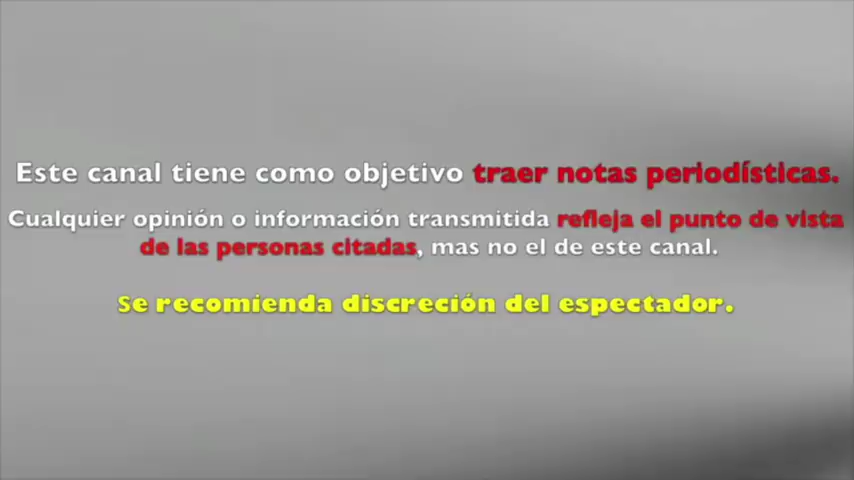 Este canal tiene como objetivo traer notas periodísticas.
Cualquier opinión o información transmitida refleja el punto de vista
de las personas citadas, mas no el de este canal.
Se recomienda discreción del espectador.